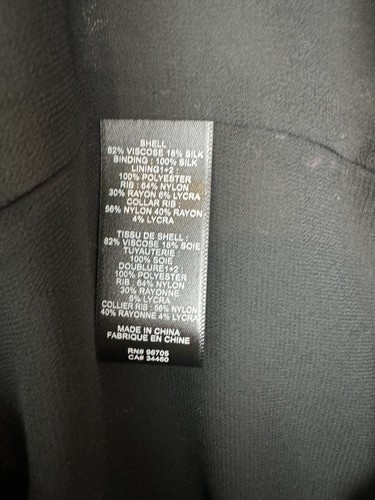 SHELL :
82% VISCOSE 18% SILK
BINDING : 100% SILK
LINING1+2 :
100% POLYESTER
RIB : 64% NYLON
30% RAYON 6% LYCRA
COLLAR RIB :
56% NYLON 40% RAYON
4% LYCRA
TISSU DE SHELL :
82% VISCOSE 18% SOIE
TUYAUTERIE :
100% SOIE
DOUBLURE1+2 :
100% POLYESTER
RIB : 64% NYLON
30% RAYONNE
6% LYCRA
COLLIER RIB : 56% NYLON
40% RAYONNE 4% LYCRA
MADE IN CHINA
FABRIQUE EN CHINE
RN# 96705
CA# 34460